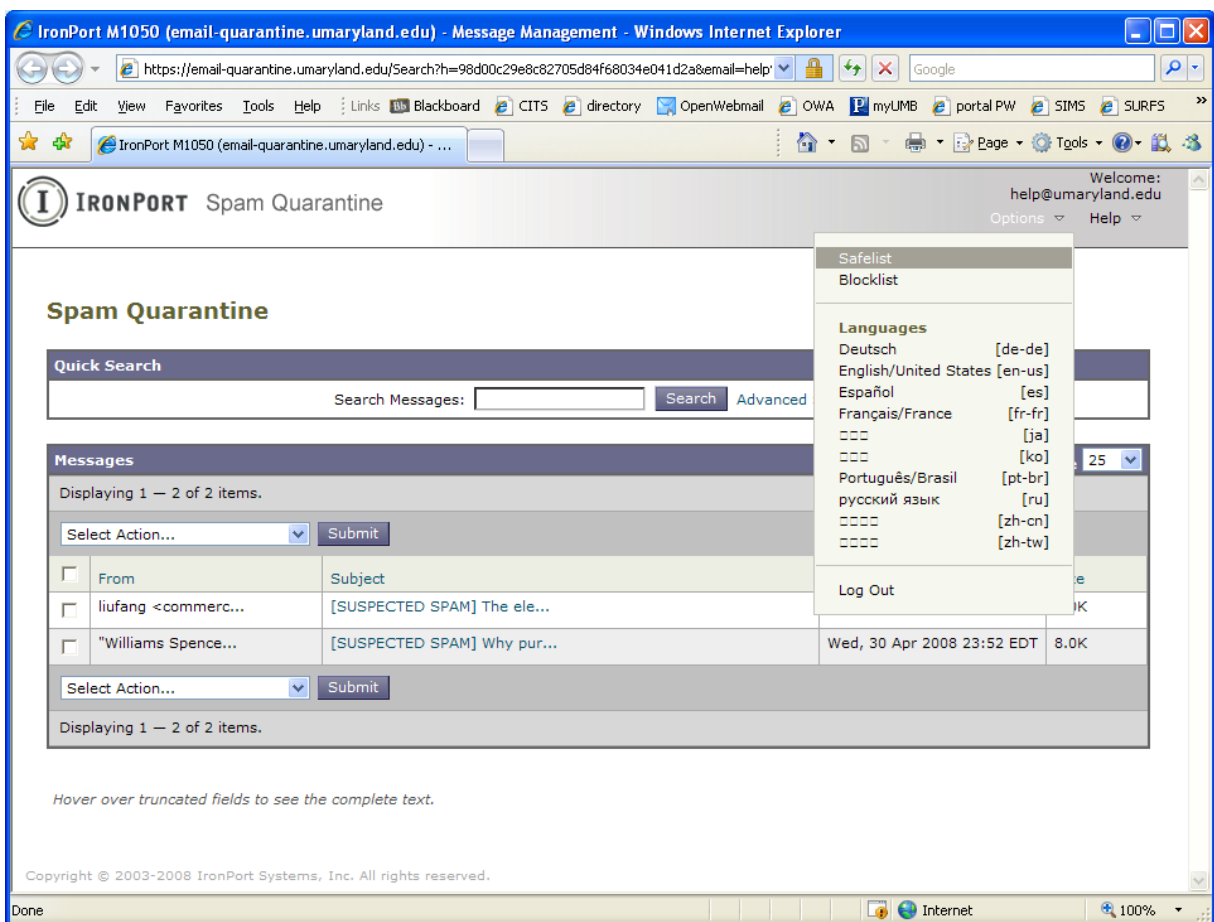 IronPort M1050 (email-quarantine.umaryland.edu) - Message Management - Windows Internet Explorer
https://email-quarantine.umaryland.edu/Search?h=98d00c29e8c82705d84f68034e041d2a&email=help' Google
File Edit View Favorites Tools Help Links Blackboard CITS directory OpenWebmail OWA myUMB portal PW SIMS SURFS »
IronPort M1050 (email-quarantine.umaryland.edu) - ... Page Tools
Welcome:
help@umaryland.edu
IRONPORT Spam Quarantine
Options Help
Safelist
Blocklist
Languages
Deutsch [de-de]
English/United States [en-us]
Español [es]
Français/France [fr-fr]
□□□ [ja]
□□□ [ko]
Português/Brasil [pt-br]
русский язык [ru]
□□□□ [zh-cn]
□□□□ [zh-tw]
Log Out
Spam Quarantine
Quick Search
Search Messages: Search Advanced
Messages 25
Displaying 1 — 2 of 2 items.
Select Action... Submit
From Subject
liufang <commerc... [SUSPECTED SPAM] The ele...
"Williams Spence... [SUSPECTED SPAM] Why pur... Wed, 30 Apr 2008 23:52 EDT 8.0K
Select Action... Submit
Displaying 1 — 2 of 2 items.
Hover over truncated fields to see the complete text.
Copyright © 2003-2008 IronPort Systems, Inc. All rights reserved.
Done Internet 100%